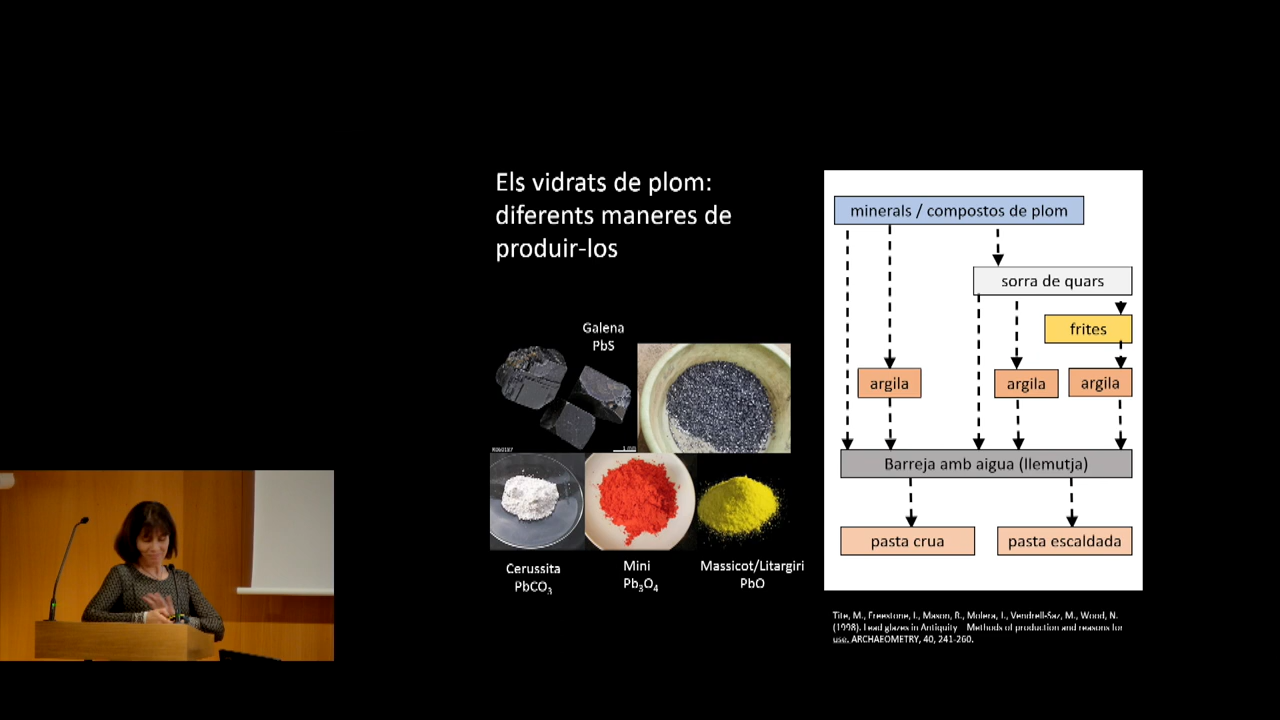 Els vidrats de plom:
diferents maneres de
produir-los
Galena
PbS
1 mm
Cerussita
PbCO₃
Mini
Pb₃O₄
Massicot/Litargiri
PbO
minerals / compostos de plom
sorra de quars
frites
argila
argila
argila
Barreja amb aigua (llemutja)
pasta crua
pasta escaldada
Tite, M., Freestone, I., Mason, R., Molera, J., Vendrell-Saz, M., Wood, N.
(1998). Lead glazes in Antiquity Methods of production and reasons for
use. ARCHAEOMETRY, 40, 241-260.